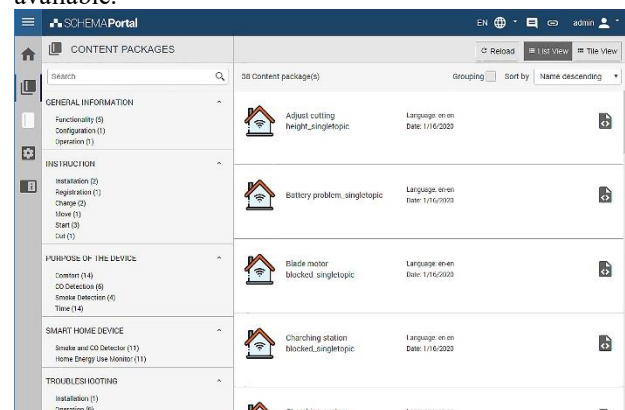 available.
SCHEMAPortal
EN
admin
CONTENT PACKAGES
Reload
List View
Tile View
Search
38 Content package(s)
Grouping
Sort by
Name descending
GENERAL INFORMATION
Functionality (5)
Configuration (1)
Operation (1)
INSTRUCTION
Installation (2)
Registration (1)
Charge (2)
Move (1)
Start (3)
Cut (1)
PURPOSE OF THE DEVICE
Comfort (14)
CO Detection (6)
Smoke Detection (4)
Time (14)
SMART HOME DEVICE
Smoke and CO Detector (11)
Home Energy Use Monitor (11)
TROUBLESHOOTING
Installation (1)
Operation (6)
Adjust cutting
height_singletopic
Language: en-en
Date: 1/16/2020
Battery problem_singletopic
Language: en-en
Date: 1/16/2020
Blade motor
blocked_singletopic
Language: en-en
Date: 1/16/2020
Charching station
blocked_singletopic
Language: en-en
Date: 1/16/2020